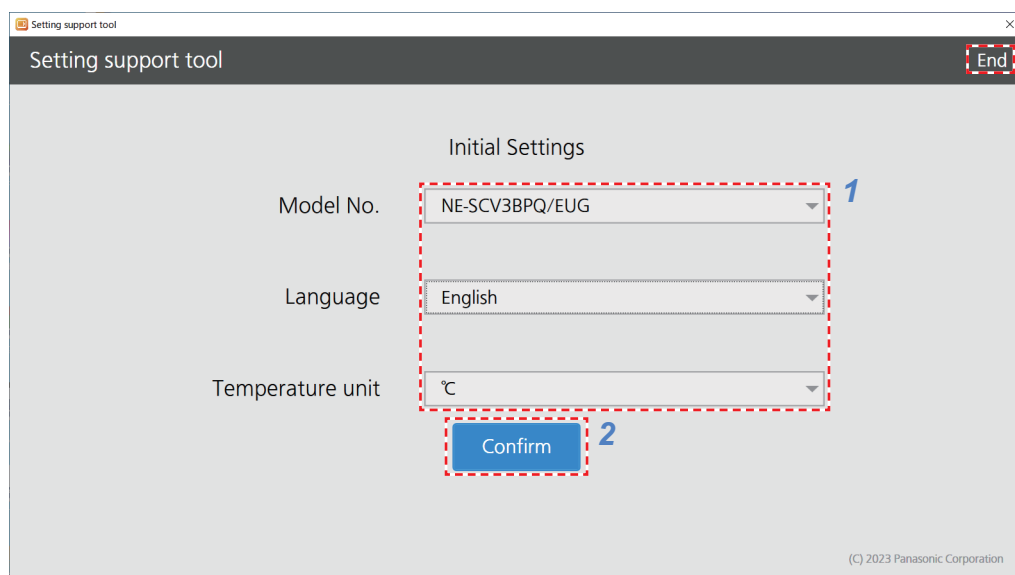 Setting support tool
Setting support tool End
Initial Settings
Model No. NE-SCV3BPQ/EUG 1
Language English
Temperature unit ℃
Confirm 2
(C) 2023 Panasonic Corporation